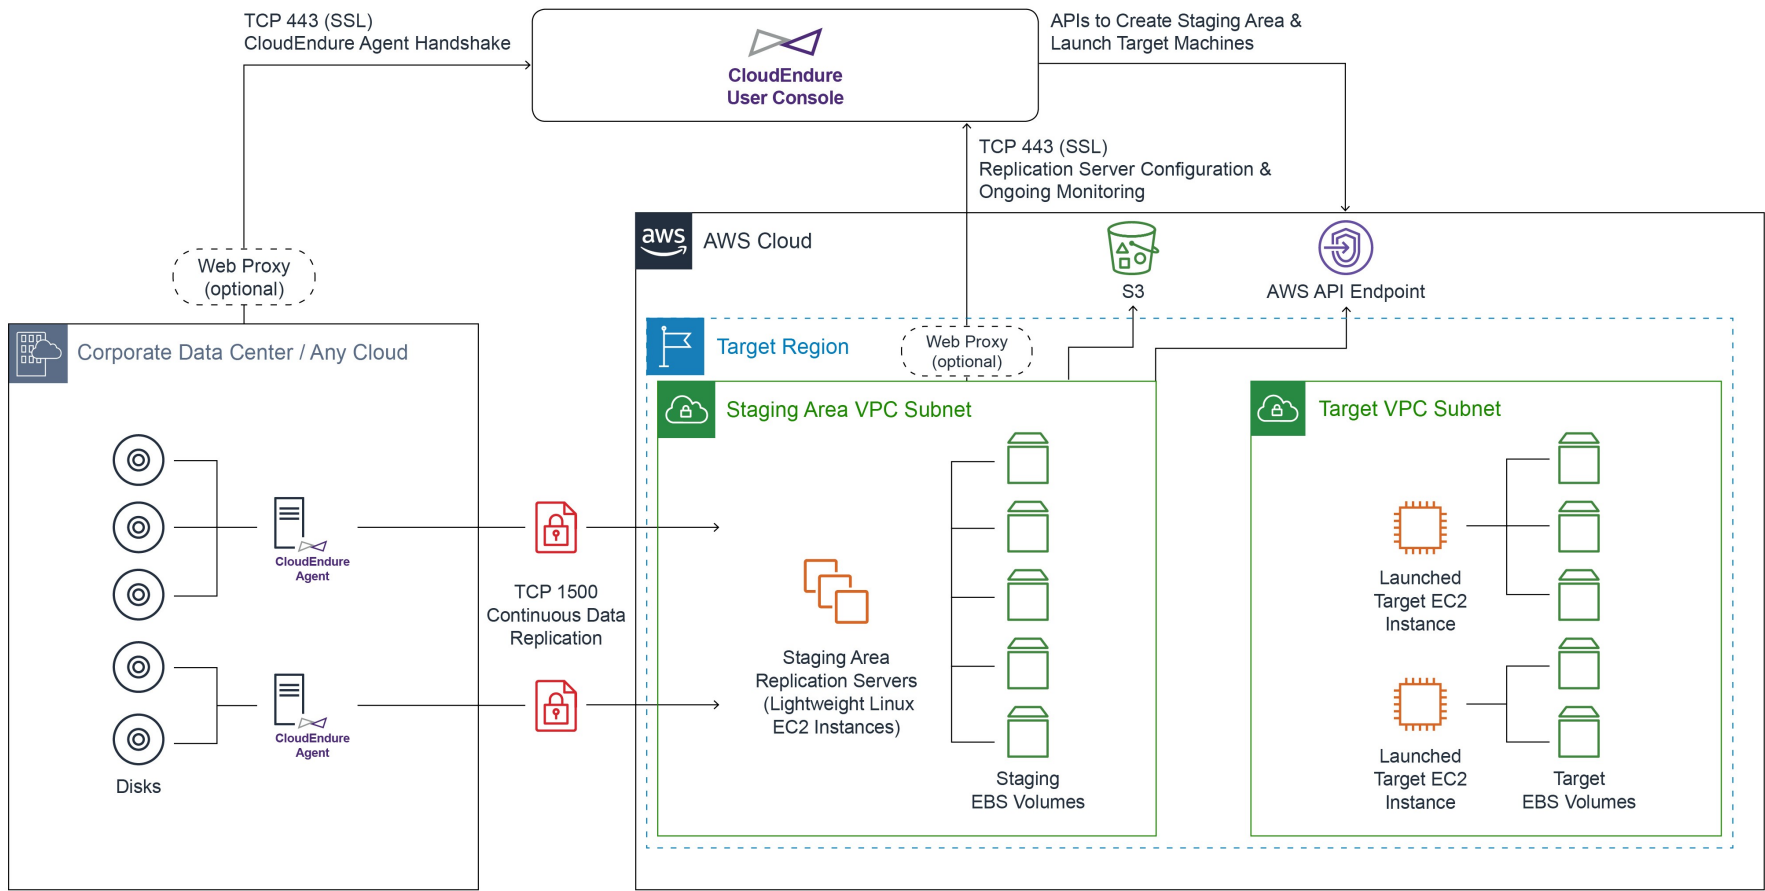 TCP 443 (SSL)
CloudEndure Agent Handshake
CloudEndure
User Console
APIs to Create Staging Area &
Launch Target Machines
TCP 443 (SSL)
Replication Server Configuration &
Ongoing Monitoring
Web Proxy
(optional)
aws
AWS Cloud
S3
AWS API Endpoint
Corporate Data Center / Any Cloud
Target Region
Web Proxy
(optional)
Staging Area VPC Subnet
Target VPC Subnet
CloudEndure
Agent
CloudEndure
Agent
Disks
TCP 1500
Continuous Data
Replication
Staging Area
Replication Servers
(Lightweight Linux
EC2 Instances)
Staging
EBS Volumes
Launched
Target EC2
Instance
Launched
Target EC2
Instance
Target
EBS Volumes